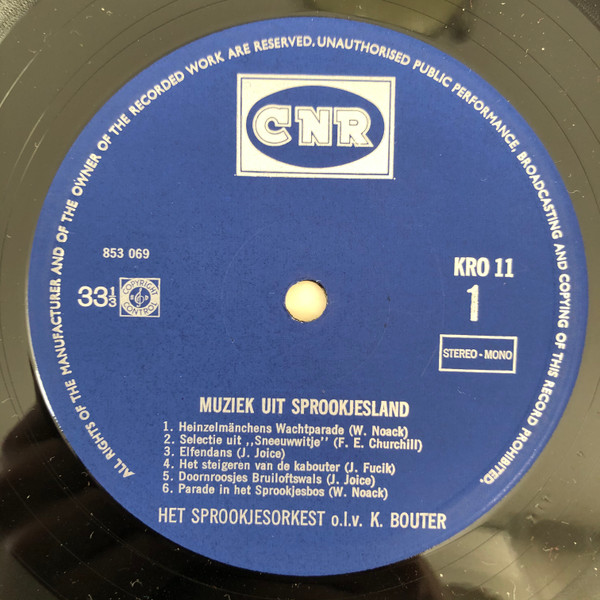 ALL RIGHTS OF THE MANUFACTURER AND OF THE OWNER OF THE RECORDED WORK ARE RESERVED. UNAUTHORISED PUBLIC PERFORMANCE, BROADCASTING AND COPYING OF THIS RECORD PROHIBITED.
CNR
853 069
KRO 11
33⅓
COPYRIGHT CONTROL
1
STEREO - MONO
MUZIEK UIT SPROOKJESLAND
1. Heinzelmänchens Wachtparade (W. Noack)
2. Selectie uit ,,Sneeuwwitje" (F. E. Churchill)
3. Elfendans (J. Joice)
4. Het steigeren van de kabouter (J. Fucik)
5. Doornroosjes Bruiloftswals (J. Joice)
6. Parade in het Sprookjesbos (W. Noack)
HET SPROOKJESORKEST o.l.v. K. BOUTER